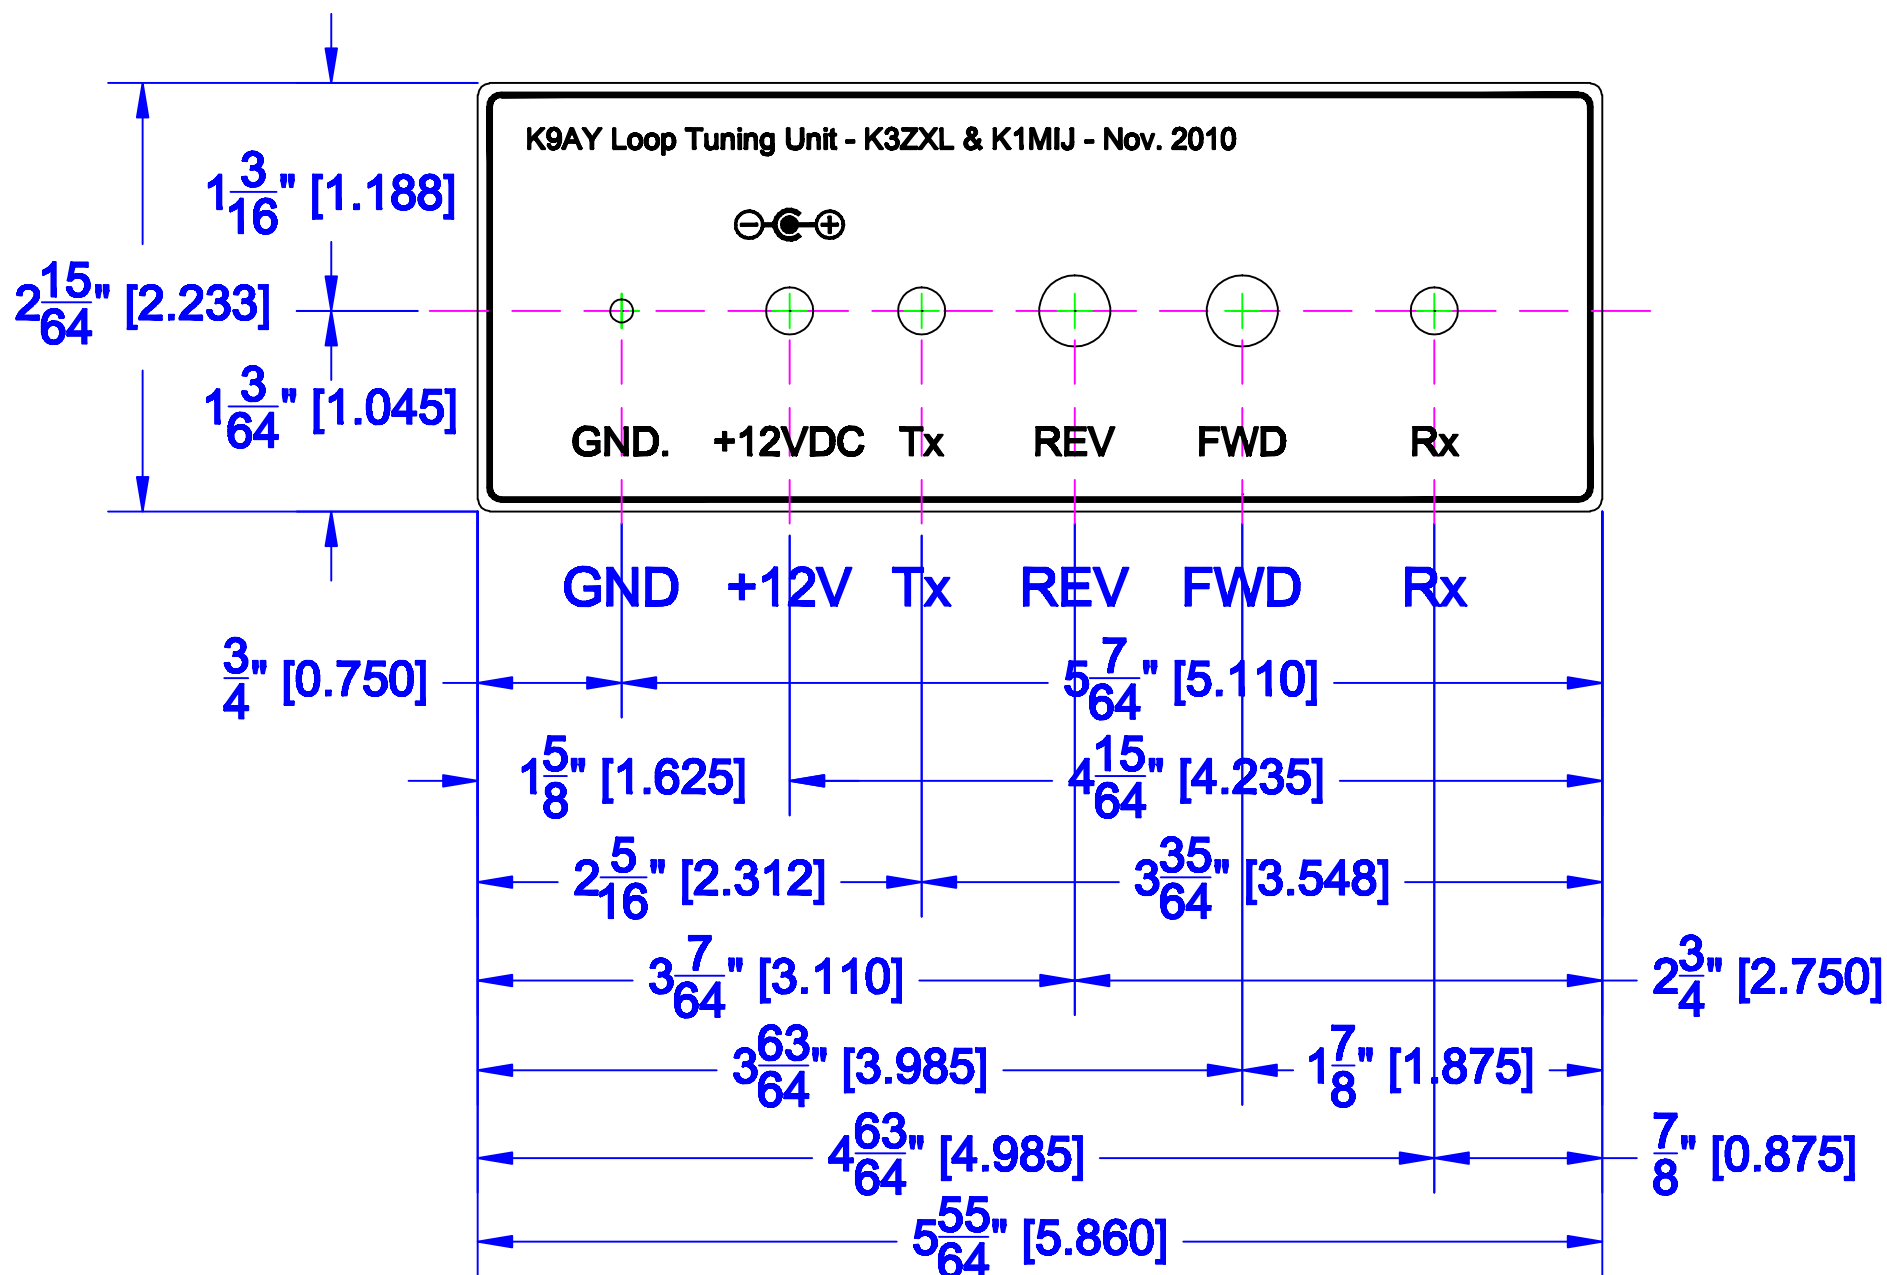 K9AY Loop Tuning Unit - K3ZXL & K1MIJ - Nov. 2010
1 3/16" [1.188]
2 15/64" [2.233]
1 3/64" [1.045]
GND. +12VDC Tx REV FWD Rx
GND +12V Tx REV FWD Rx
3/4" [0.750] 5 7/64" [5.110]
1 5/8" [1.625] 4 15/64" [4.235]
2 5/16" [2.312] 3 35/64" [3.548]
3 7/64" [3.110] 2 3/4" [2.750]
3 63/64" [3.985] 1 7/8" [1.875]
4 63/64" [4.985] 7/8" [0.875]
5 55/64" [5.860]